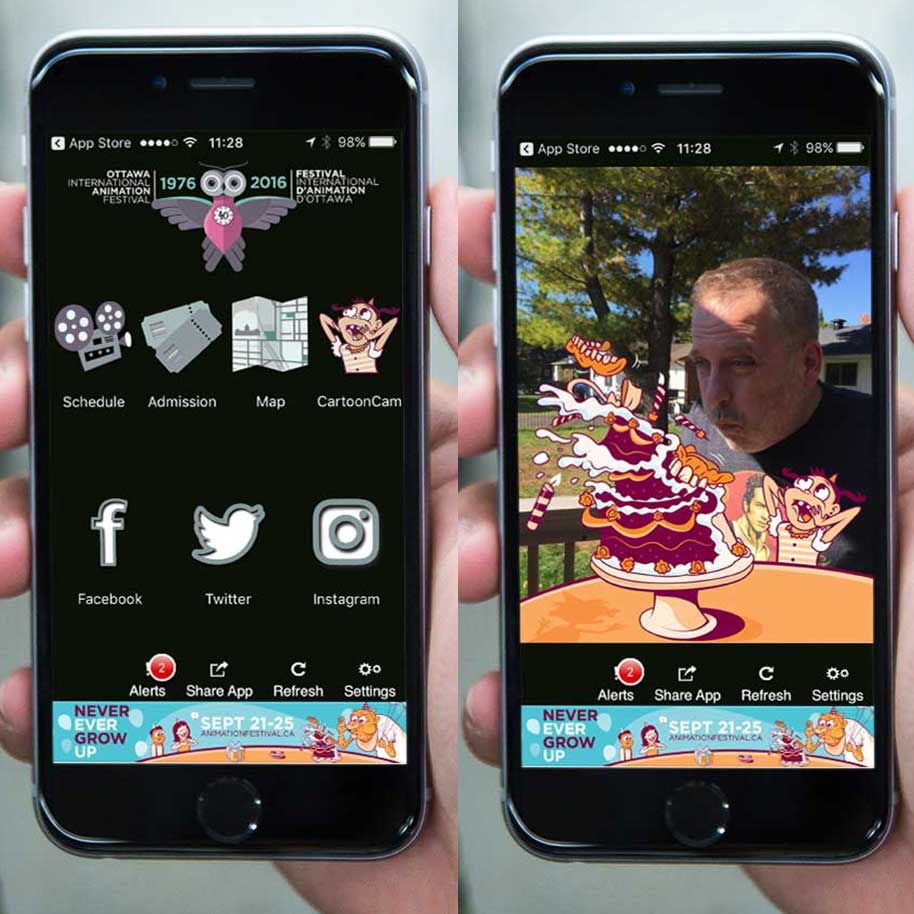 App Store 11:28 98%
OTTAWA
INTERNATIONAL
ANIMATION
FESTIVAL
1976 2016
40
FESTIVAL
INTERNATIONAL
D'ANIMATION
D'OTTAWA
Schedule Admission Map CartoonCam
f
Facebook Twitter Instagram
2
Alerts Share App Refresh Settings
NEVER
EVER
GROW
UP
SEPT 21-25
ANIMATIONFESTIVAL.CA
App Store 11:28 98%
2
Alerts Share App Refresh Settings
NEVER
EVER
GROW
UP
SEPT 21-25
ANIMATIONFESTIVAL.CA